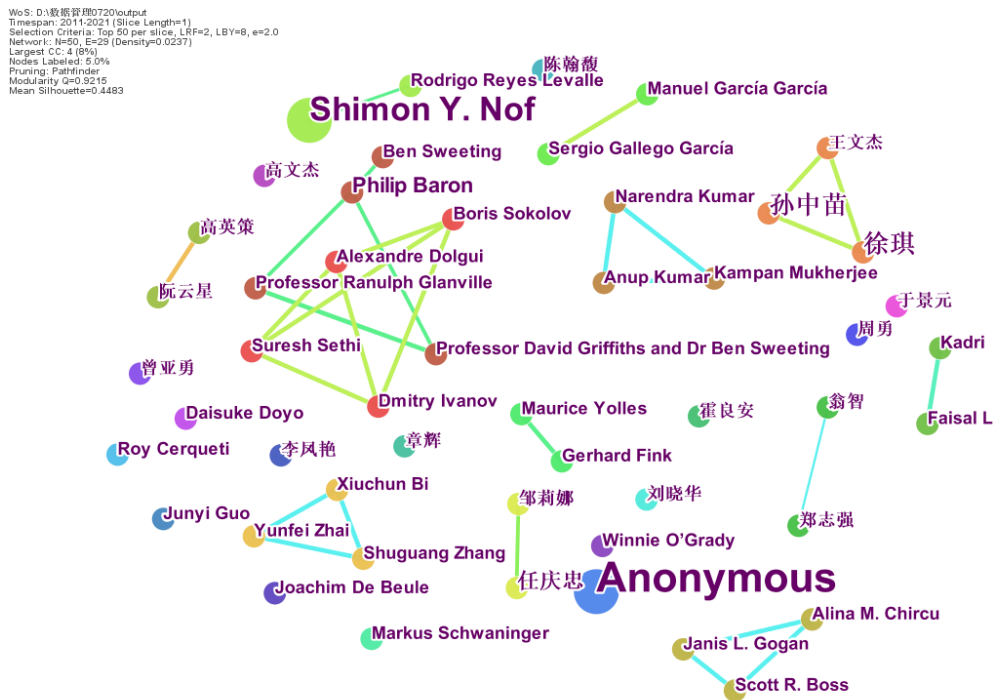 WoS: D:\数据管理0720\output
Timespan: 2011-2021 (Slice Length=1)
Selection Criteria: Top 50 per slice, LRF=2, LBY=8, e=2.0
Network: N=50, E=29 (Density=0.0237)
Largest CC: 4 (8%)
Nodes Labeled: 5.0%
Pruning: Pathfinder
Modularity Q=0.9215
Mean Silhouette=0.4483
陈翰馥
Rodrigo Reyes Levalle
Manuel García García
Shimon Y. Nof
王文杰
Ben Sweeting
Sergio Gallego García
高文杰
Philip Baron
Narendra Kumar
孙中苗
Boris Sokolov
高英策
徐琪
Alexandre Dolgui
Professor Ranulph Glanville
Anup Kumar
Kampan Mukherjee
阮云星
于景元
周勇
Suresh Sethi
Professor David Griffiths and Dr Ben Sweeting
Kadri
曾亚勇
Dmitry Ivanov
Daisuke Doyo
Maurice Yolles
霍良安
翁智
Faisal L
Roy Cerqueti
李凤艳
章辉
Gerhard Fink
Xiuchun Bi
邹莉娜
刘晓华
Junyi Guo
Yunfei Zhai
郑志强
Shuguang Zhang
Winnie O'Grady
Joachim De Beule
任庆忠
Anonymous
Markus Schwaninger
Alina M. Chircu
Janis L. Gogan
Scott R. Boss